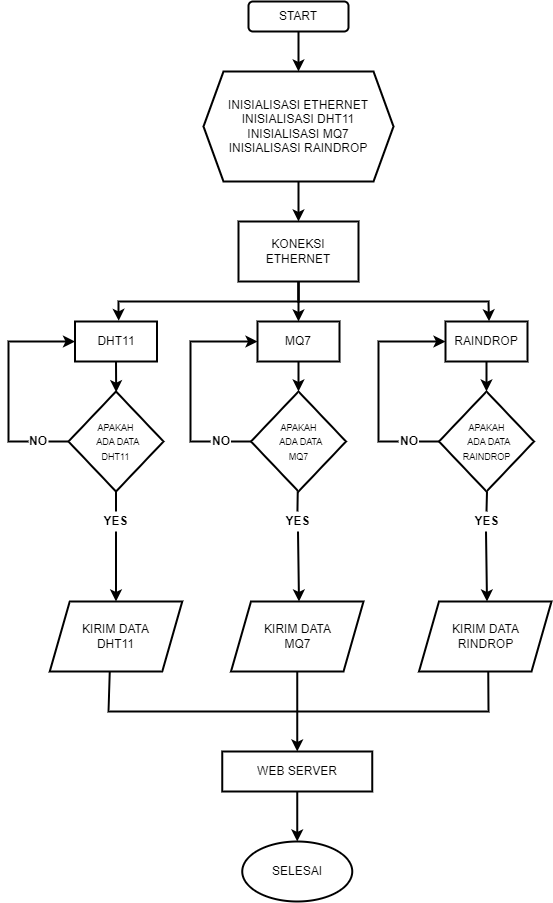 START
INISIALISASI ETHERNET
INISIALISASI DHT11
INISIALISASI MQ7
INISIALISASI RAINDROP
KONEKSI
ETHERNET
DHT11
MQ7
RAINDROP
APAKAH
ADA DATA
DHT11
APAKAH
ADA DATA
MQ7
APAKAH
ADA DATA
RAINDROP
NO
NO
NO
YES
YES
YES
KIRIM DATA
DHT11
KIRIM DATA
MQ7
KIRIM DATA
RINDROP
WEB SERVER
SELESAI